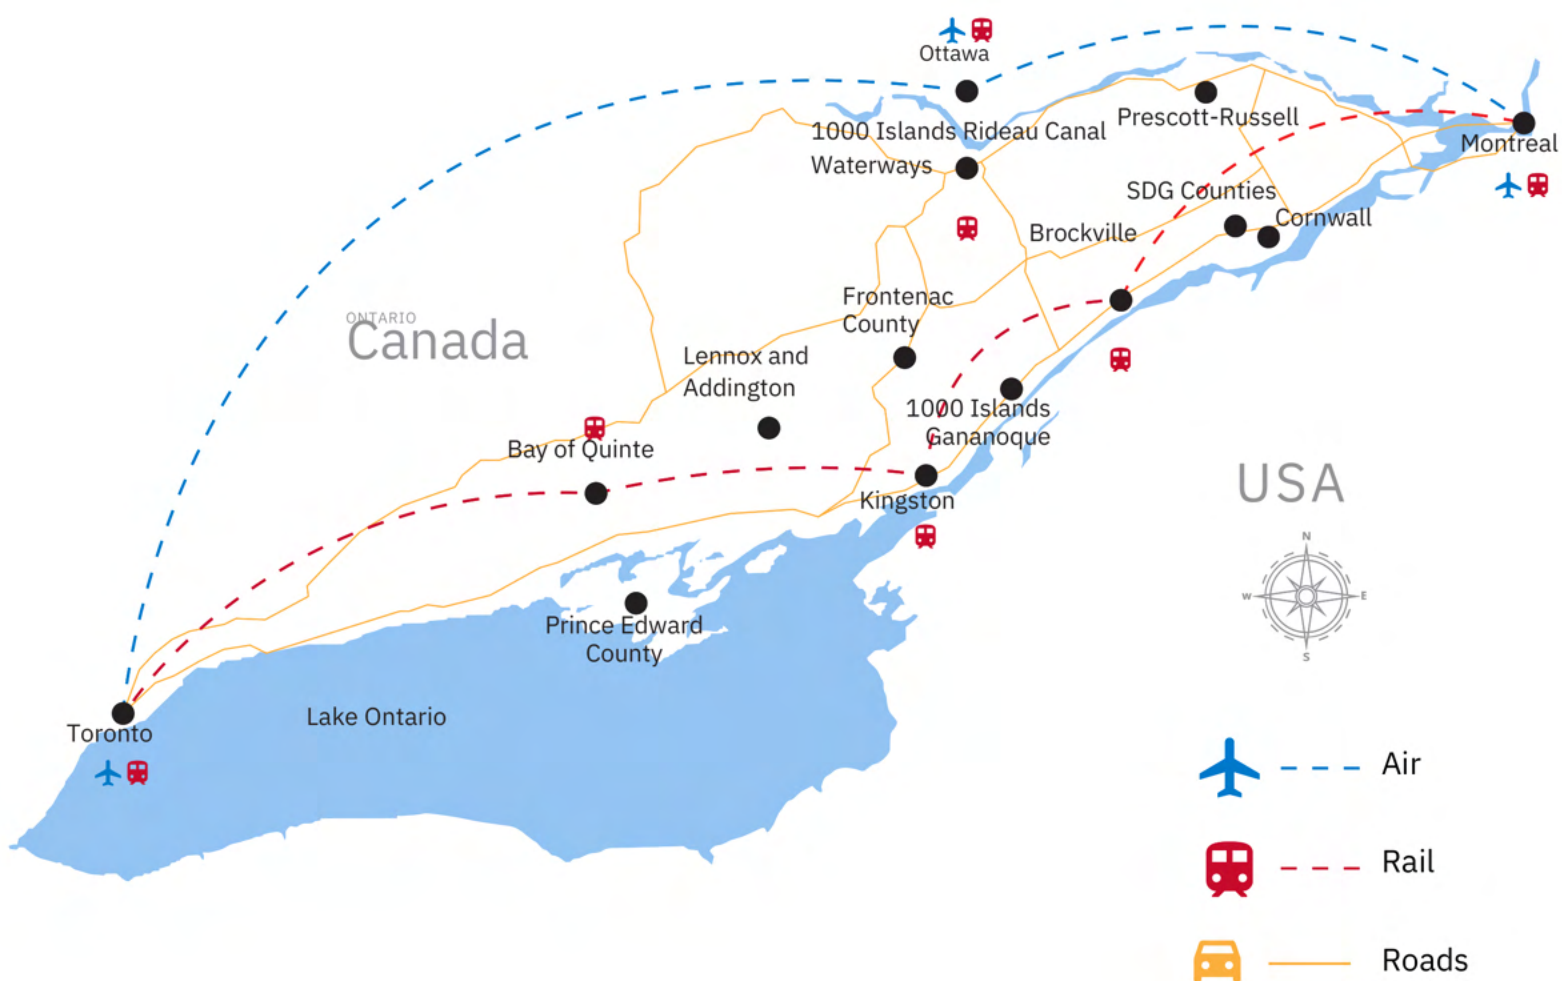 Ottawa
1000 Islands Rideau Canal
Waterways
Prescott-Russell
Montreal
SDG Counties
Cornwall
Brockville
Frontenac
County
ONTARIO
Canada
Lennox and
Addington
1000 Islands
Gananoque
Bay of Quinte
Kingston
USA
N
W
E
S
Prince Edward
County
Lake Ontario
Toronto
Air
Rail
Roads